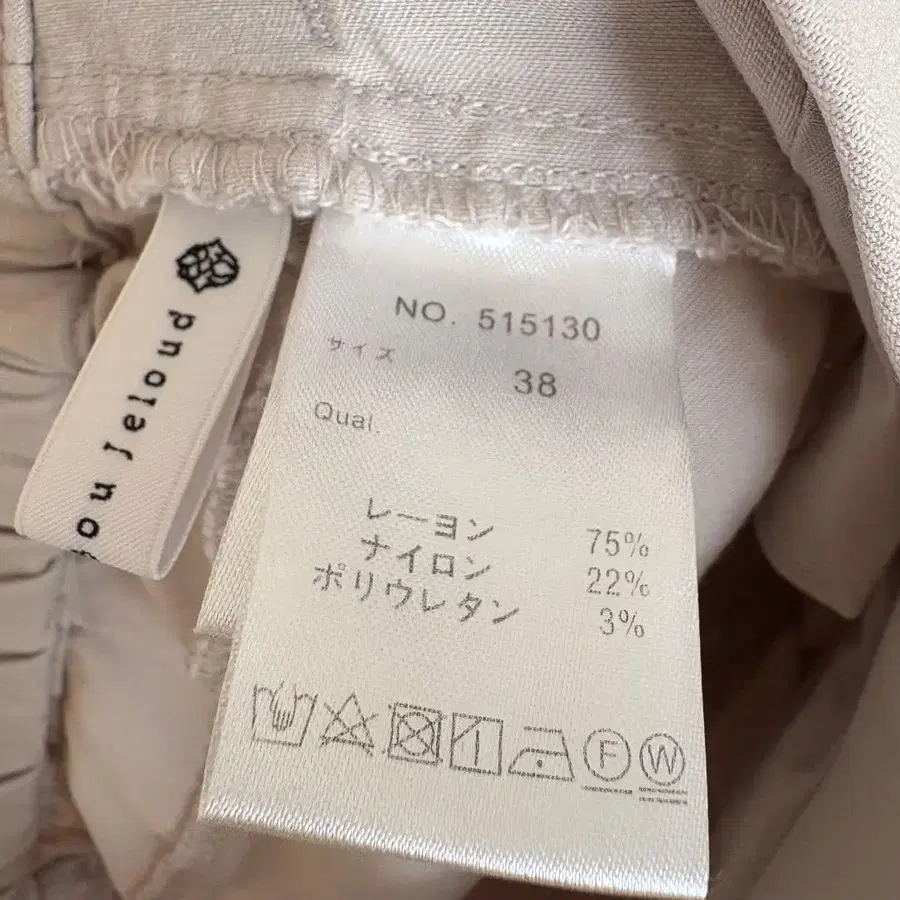 ou Jeloud
NO. 515130
サイズ
38
Qual.
レーヨン 75%
ナイロン 22%
ポリウレタン 3%
F W